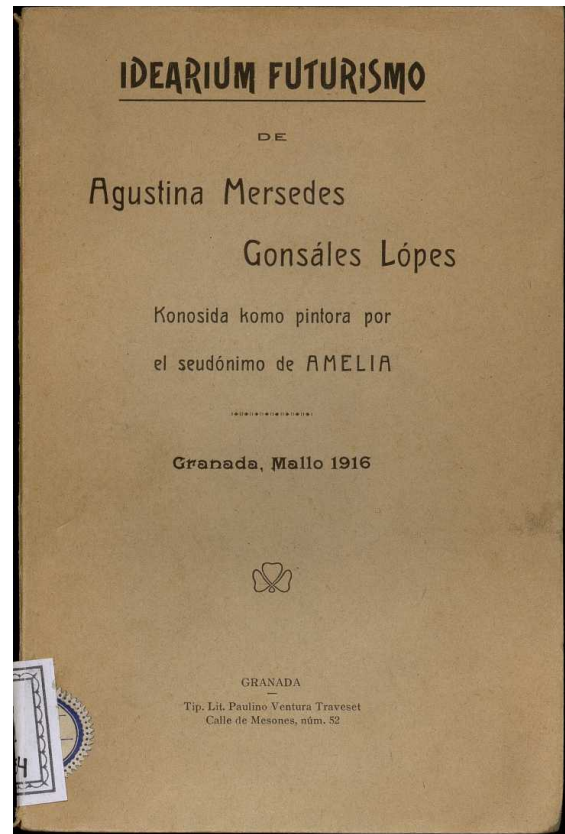 IDEARIUM FUTURISMO
DE
Agustina Mersedes
Gonsáles Lópes
Konosida komo pintora por
el seudónimo de AMELIA
Granada, Mallo 1916
GRANADA
Tip. Lit. Paulino Ventura Traveset
Calle de Mesones, núm. 52